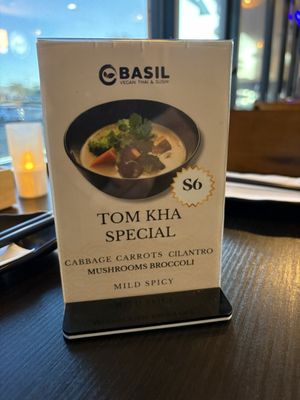 BASIL
VEGAN THAI & SUSHI
$6
TOM KHA
SPECIAL
CABBAGE CARROTS CILANTRO
MUSHROOMS BROCCOLI
MILD SPICY